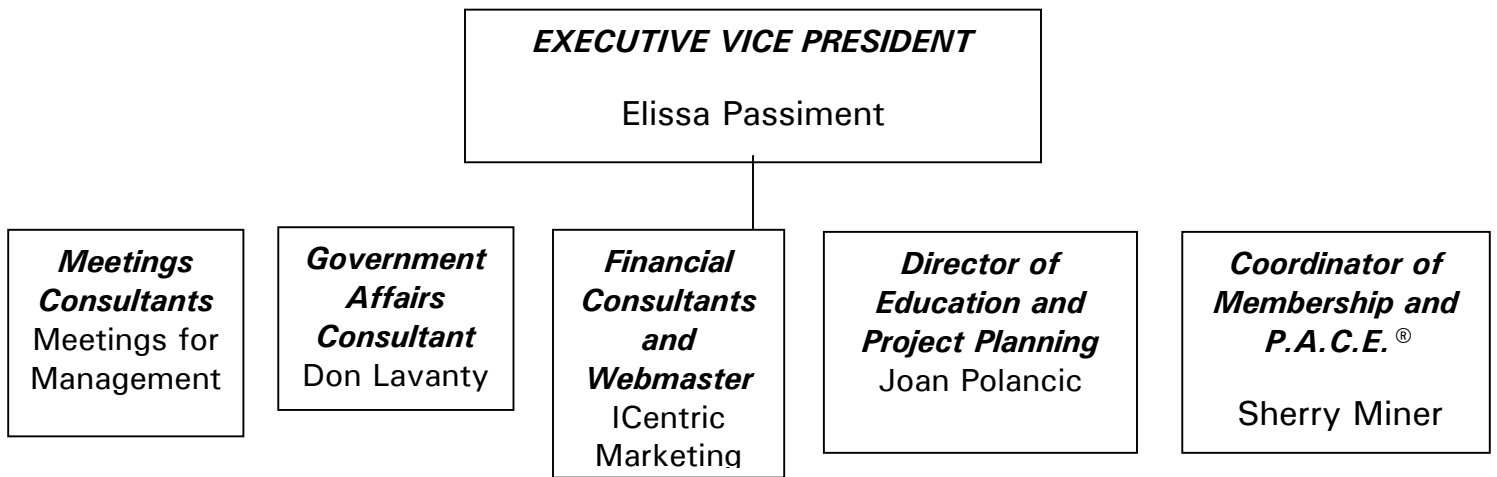 EXECUTIVE VICE PRESIDENT
Elissa Passiment
Meetings
Consultants
Meetings for
Management
Government
Affairs
Consultant
Don Lavanty
Financial
Consultants
and
Webmaster
ICentric
Marketing
Director of
Education and
Project Planning
Joan Polancic
Coordinator of
Membership and
P.A.C.E. ®
Sherry Miner